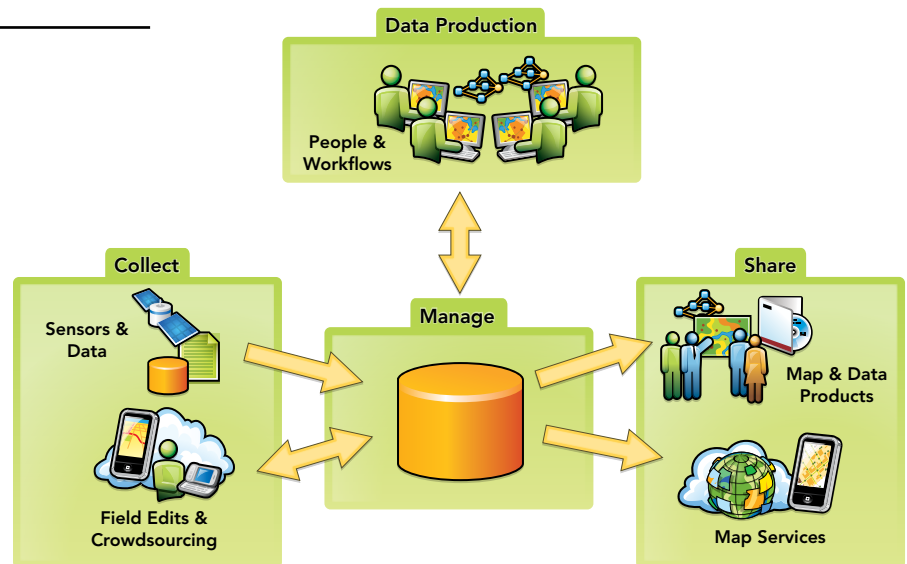 Data Production
People &
Workflows
Collect
Sensors &
Data
Field Edits &
Crowdsourcing
Manage
Share
Map & Data
Products
Map Services